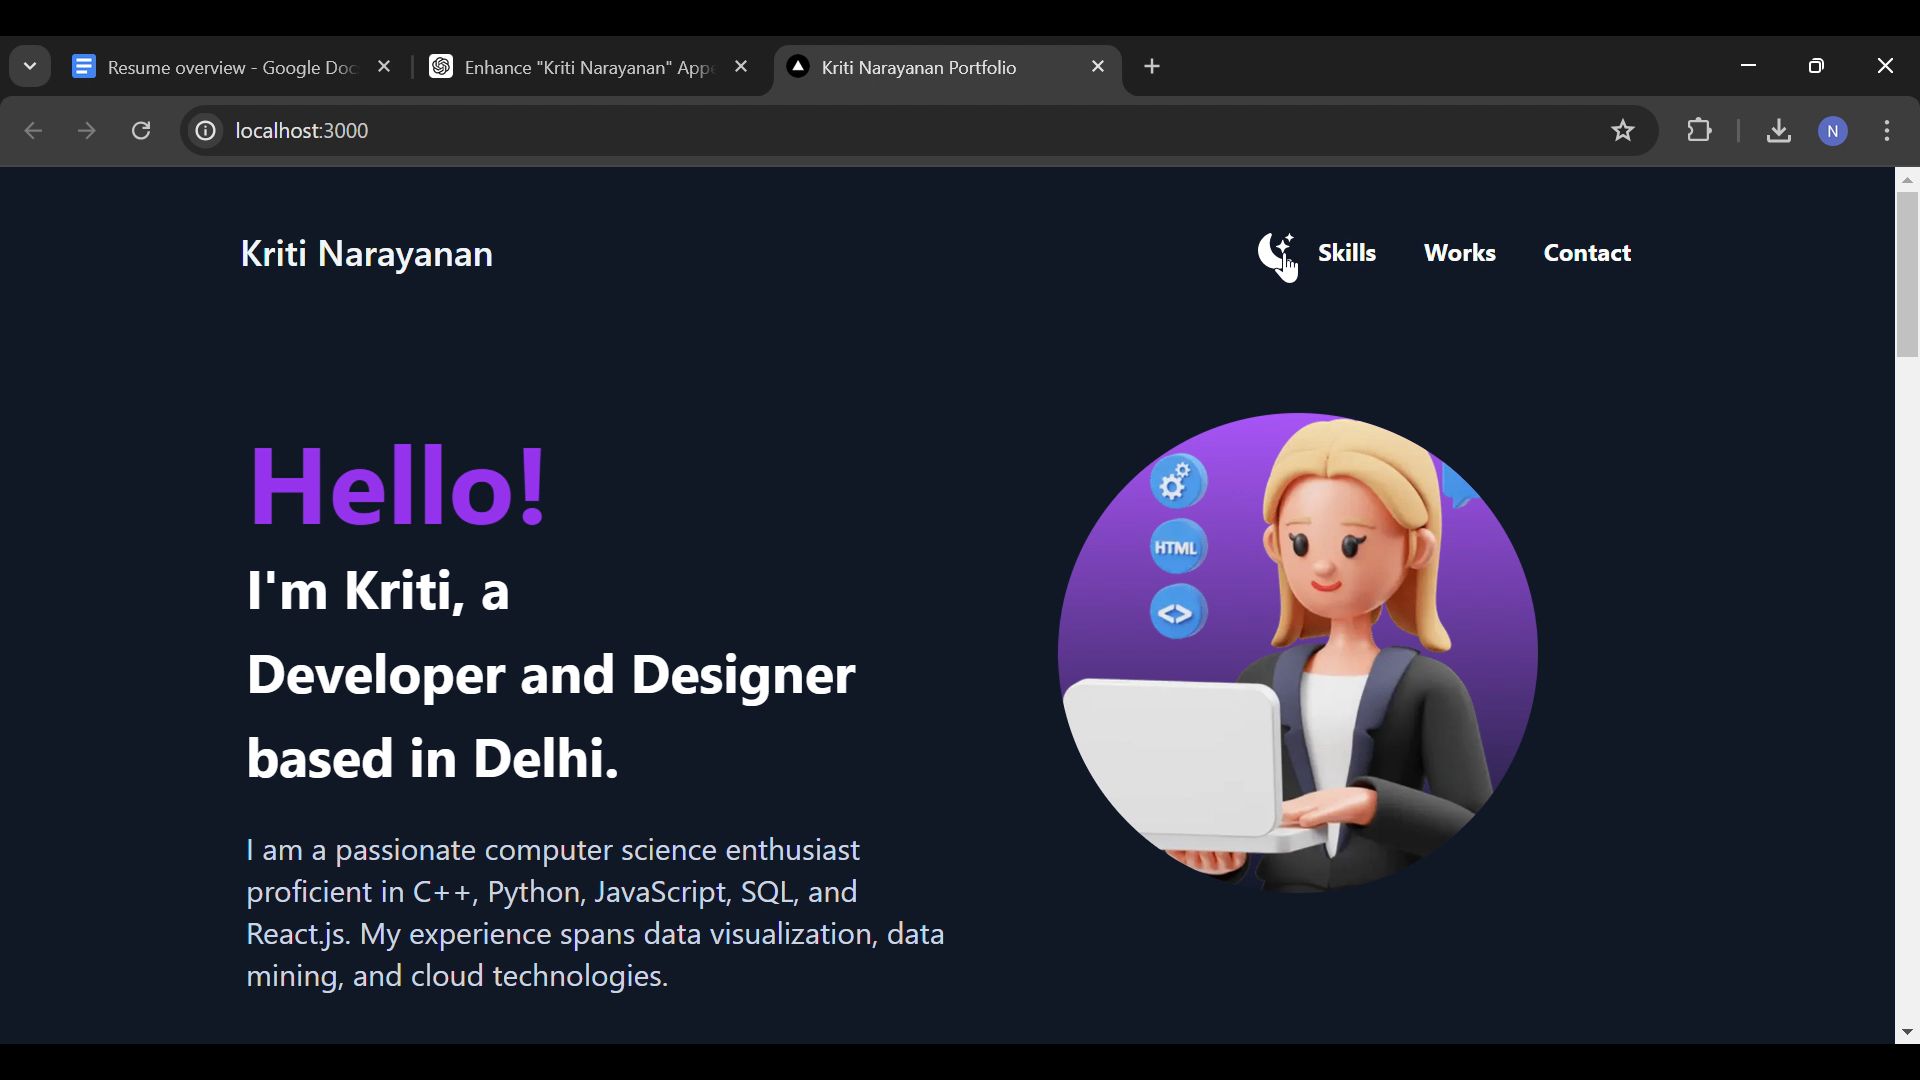 Resume overview - Google Doc
Enhance "Kriti Narayanan" Appe
Kriti Narayanan Portfolio
localhost:3000
N
Kriti Narayanan
Skills
Works
Contact
Hello!
I'm Kriti, a
Developer and Designer
based in Delhi.
HTML
<>
I am a passionate computer science enthusiast
proficient in C++, Python, JavaScript, SQL, and
React.js. My experience spans data visualization, data
mining, and cloud technologies.